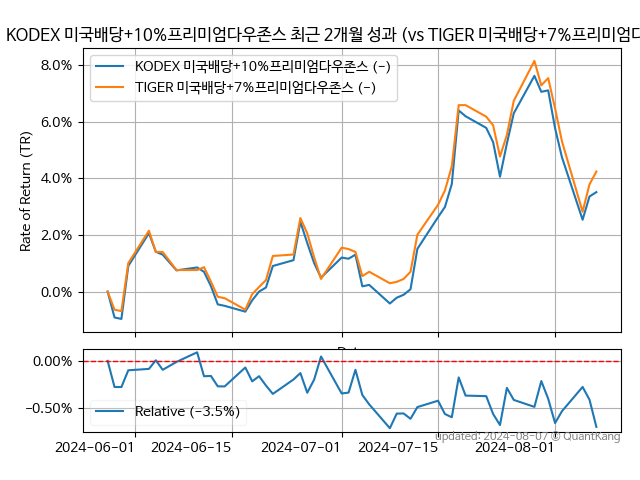 KODEX 미국배당+10%프리미엄다우존스 최근 2개월 성과 (vs TIGER 미국배당+7%프리미엄다
KODEX 미국배당+10%프리미엄다우존스 (-)
TIGER 미국배당+7%프리미엄다우존스 (-)
Rate of Return (TR)
8.0%
6.0%
4.0%
2.0%
0.0%
0.00%
−0.50%
Relative (−3.5%)
updated: 2024-08-07 © QuantKang
2024-06-01
2024-06-15
2024-07-01
2024-07-15
2024-08-01